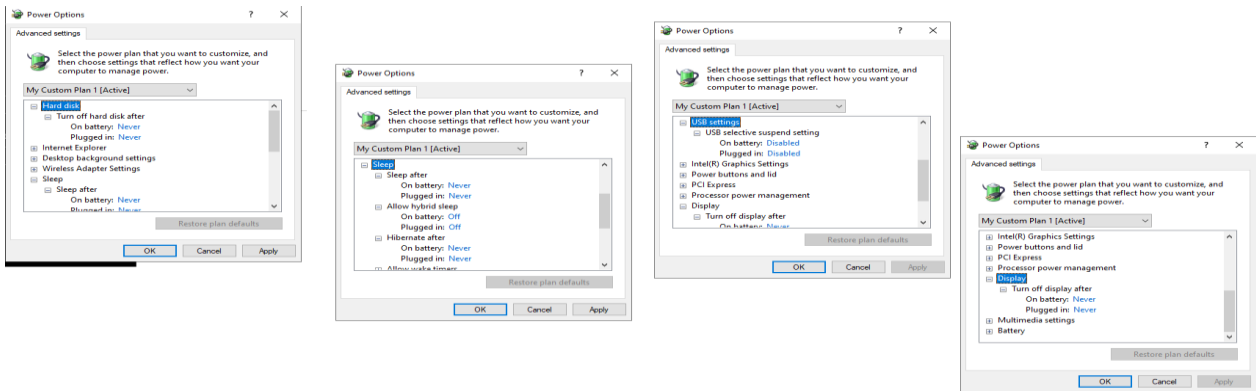 Power Options
Advanced settings
Select the power plan that you want to customize, and
then choose settings that reflect how you want your
computer to manage power.
My Custom Plan 1 [Active]
Hard disk
Turn off hard disk after
On battery: Never
Plugged in: Never
Internet Explorer
Desktop background settings
Wireless Adapter Settings
Sleep
Sleep after
On battery: Never
Plugged in: Never
Restore plan defaults
OK Cancel Apply
Power Options
Advanced settings
Select the power plan that you want to customize, and
then choose settings that reflect how you want your
computer to manage power.
My Custom Plan 1 [Active]
Sleep
Sleep after
On battery: Never
Plugged in: Never
Allow hybrid sleep
On battery: Off
Plugged in: Off
Hibernate after
On battery: Never
Plugged in: Never
Allow wake timers
Restore plan defaults
OK Cancel Apply
Power Options
Advanced settings
Select the power plan that you want to customize, and
then choose settings that reflect how you want your
computer to manage power.
My Custom Plan 1 [Active]
USB settings
USB selective suspend setting
On battery: Disabled
Plugged in: Disabled
Intel(R) Graphics Settings
Power buttons and lid
PCI Express
Processor power management
Display
Turn off display after
On battery: Never
Restore plan defaults
OK Cancel Apply
Power Options
Advanced settings
Select the power plan that you want to customize, and
then choose settings that reflect how you want your
computer to manage power.
My Custom Plan 1 [Active]
Intel(R) Graphics Settings
Power buttons and lid
PCI Express
Processor power management
Display
Turn off display after
On battery: Never
Plugged in: Never
Multimedia settings
Battery
Restore plan defaults
OK Cancel Apply